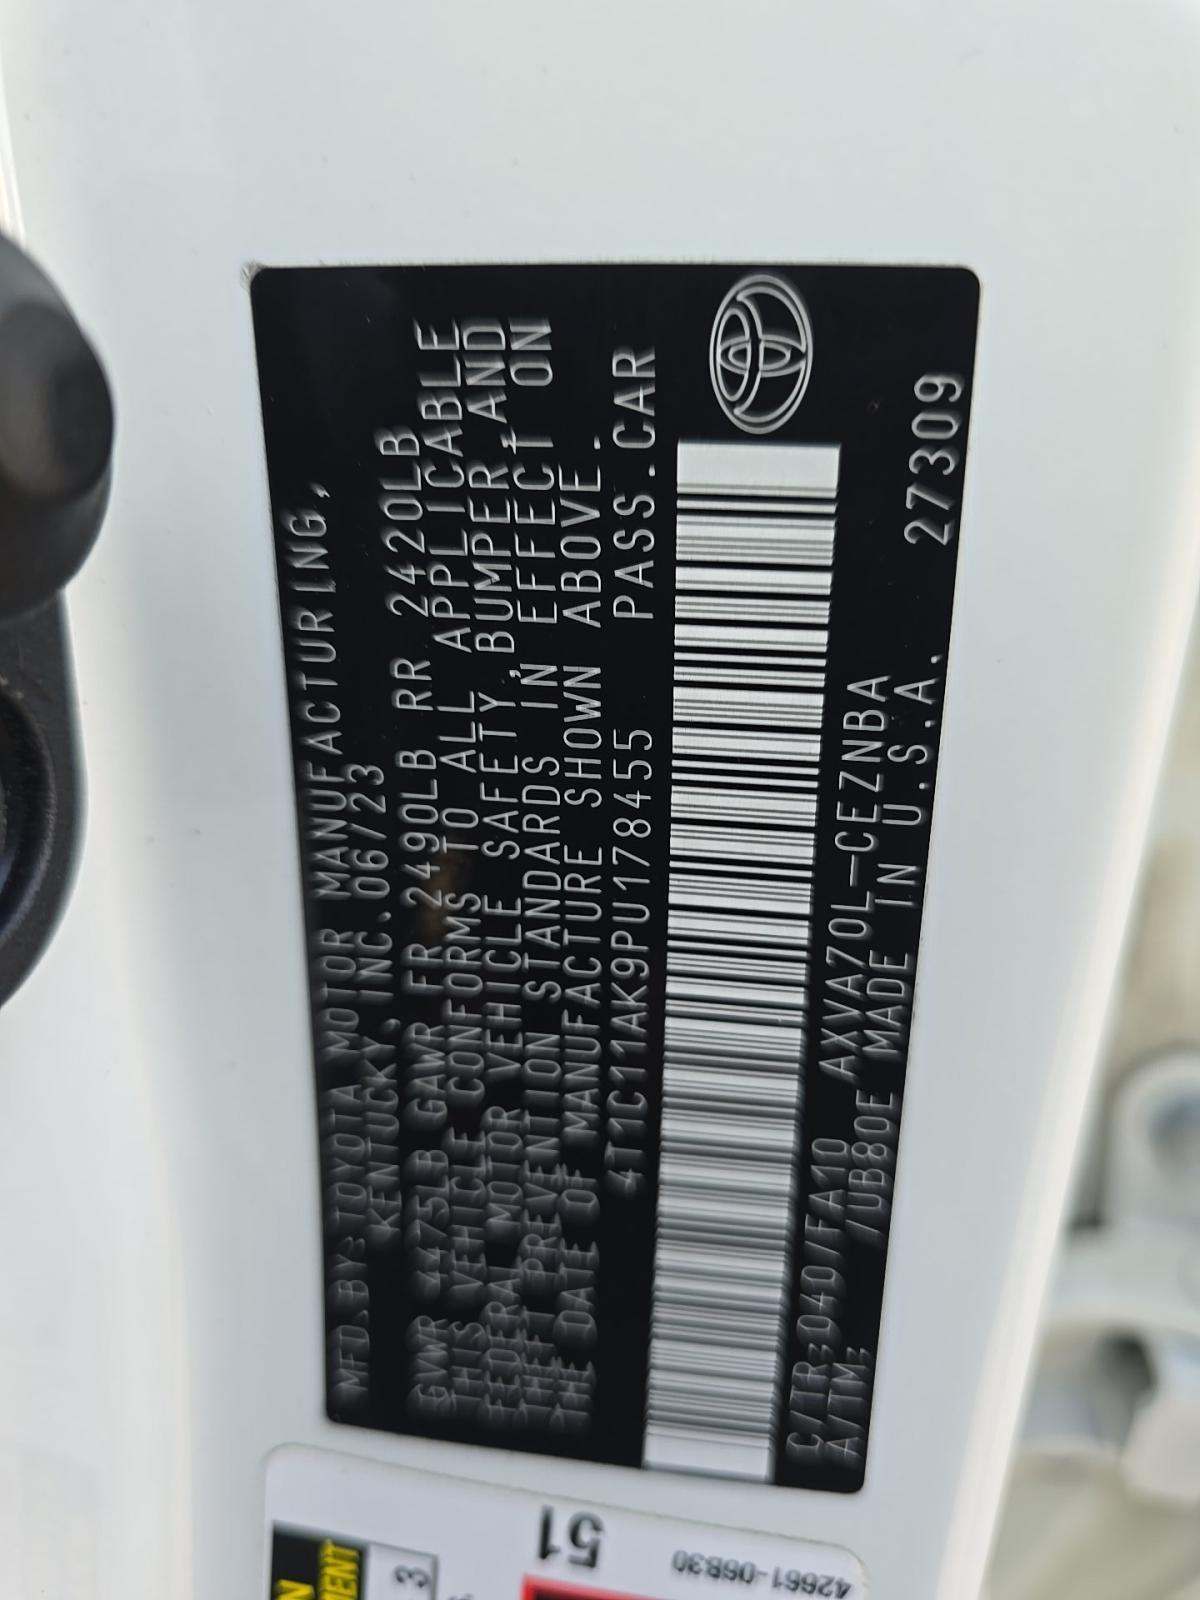 MFD.BY:TOYOTA MOTOR MANUFACTURING,
KENTUCKY, INC.06/23
GVWR 4475LB GAWR FR 2490LB RR 2420LB
THIS VEHICLE CONFORMS TO ALL APPLICABLE
FEDERAL MOTOR VEHICLE SAFETY,BUMPER,AND
THEFT PREVENTION STANDARDS IN EFFECT ON
THE DATE OF MANUFACTURE SHOWN ABOVE.
4T1C11AK9PU178455 PASS.CAR
C/TR:040/FA10 AXVA70L-CEZNBA
A/TM: /UB80E MADE IN U.S.A. 27309
51
42661-06B30
3